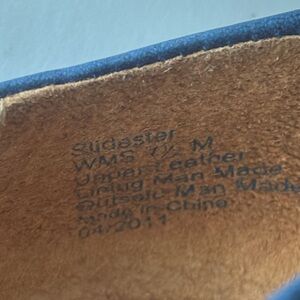 Slidester
WMS 7½ M
Upper-Leather
Lining-Man Made
Outsole-Man Made
Made in China
04/2011